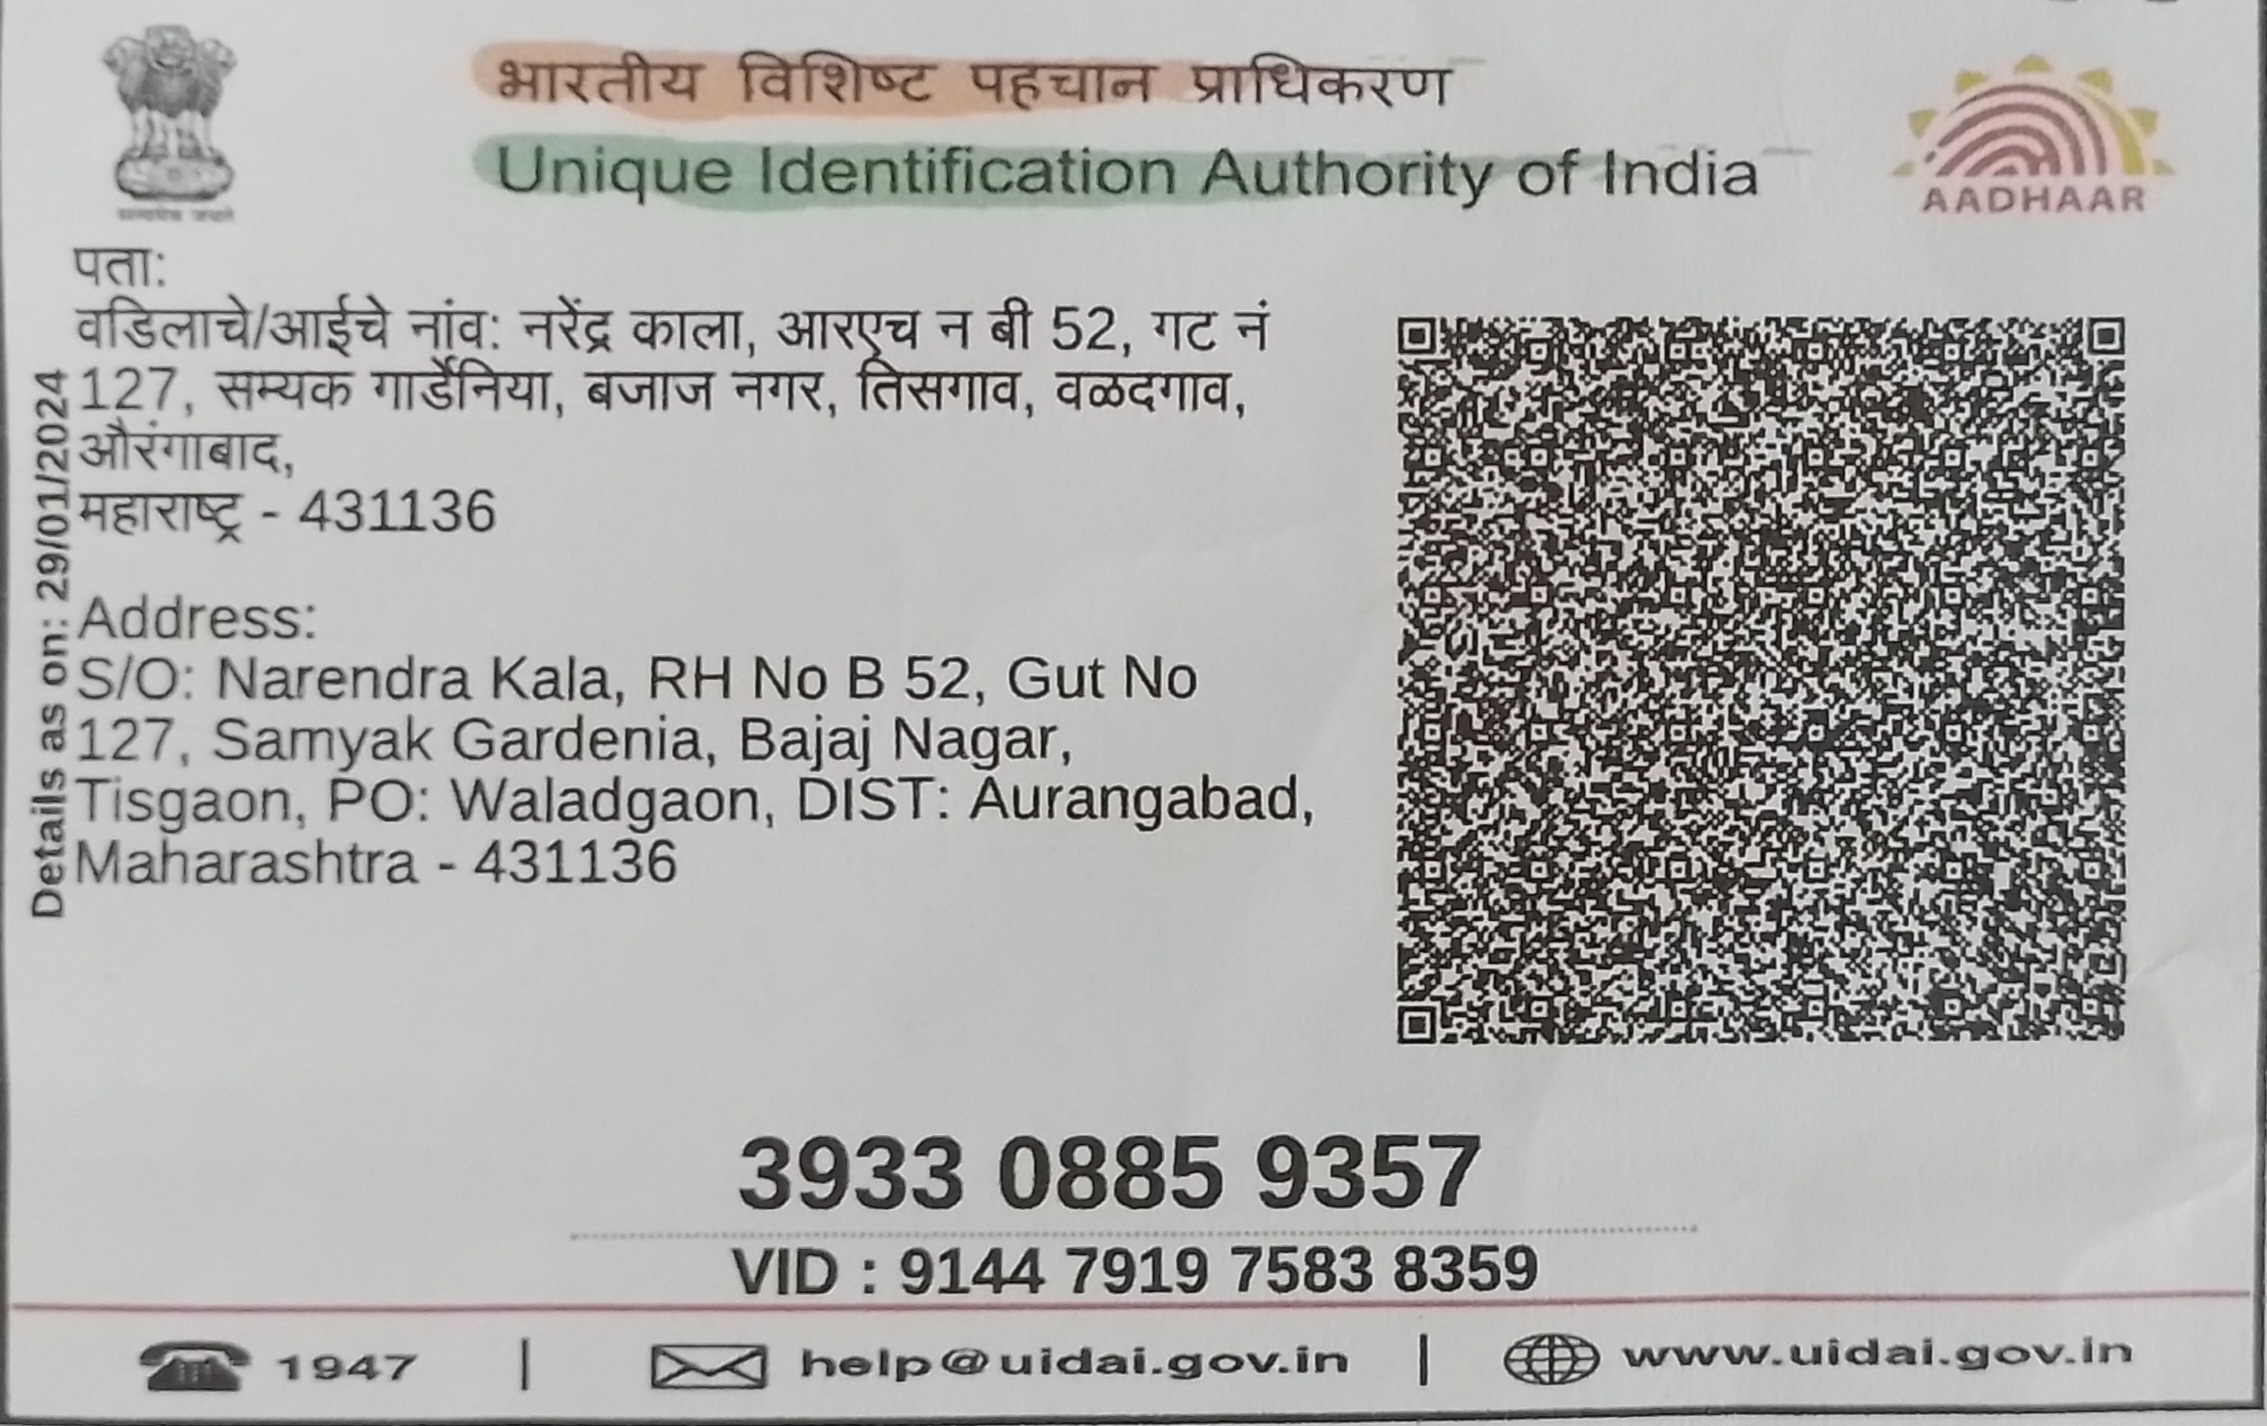 भारतीय विशिष्ट पहचान प्राधिकरण
Unique Identification Authority of India
AADHAAR
सत्यमेव जयते
पता:
वडिलाचे/आईचे नांव: नरेंद्र काला, आरएच न बी 52, गट नं
127, सम्यक गार्डेनिया, बजाज नगर, तिसगाव, वळदगाव,
औरंगाबाद,
महाराष्ट्र - 431136
Details as on: 29/01/2024
Address:
S/O: Narendra Kala, RH No B 52, Gut No
127, Samyak Gardenia, Bajaj Nagar,
Tisgaon, PO: Waladgaon, DIST: Aurangabad,
Maharashtra - 431136
3933 0885 9357
VID : 9144 7919 7583 8359
1947 | help@uidai.gov.in | www.uidai.gov.in